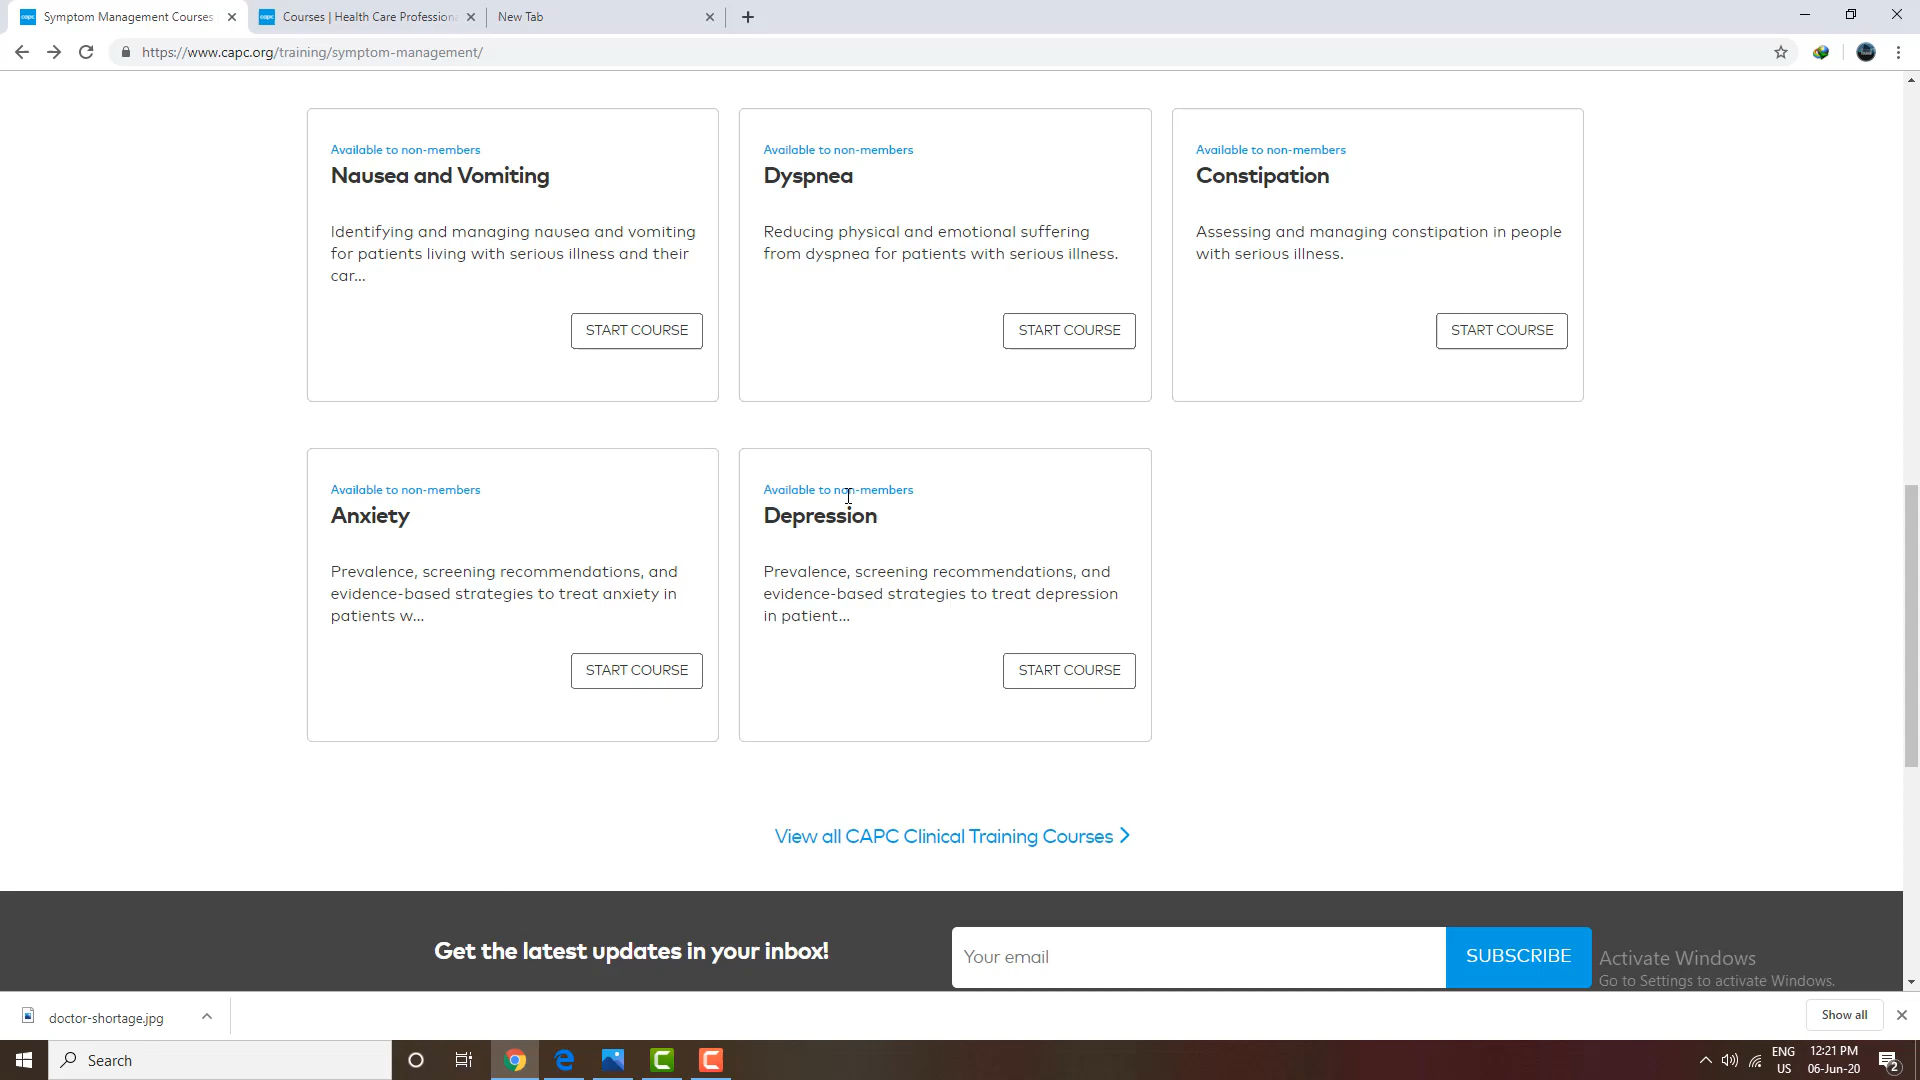 capc Symptom Management Courses
capc Courses | Health Care Professiona
New Tab
https://www.capc.org/training/symptom-management/
Available to non-members
Nausea and Vomiting
Identifying and managing nausea and vomiting
for patients living with serious illness and their
car...
START COURSE
Available to non-members
Dyspnea
Reducing physical and emotional suffering
from dyspnea for patients with serious illness.
START COURSE
Available to non-members
Constipation
Assessing and managing constipation in people
with serious illness.
START COURSE
Available to non-members
Anxiety
Prevalence, screening recommendations, and
evidence-based strategies to treat anxiety in
patients w...
START COURSE
Available to non-members
Depression
Prevalence, screening recommendations, and
evidence-based strategies to treat depression
in patient...
START COURSE
View all CAPC Clinical Training Courses
Get the latest updates in your inbox!
Your email
SUBSCRIBE
Activate Windows
Go to Settings to activate Windows.
doctor-shortage.jpg
Show all
Search
ENG
US
12:21 PM
06-Jun-20
2